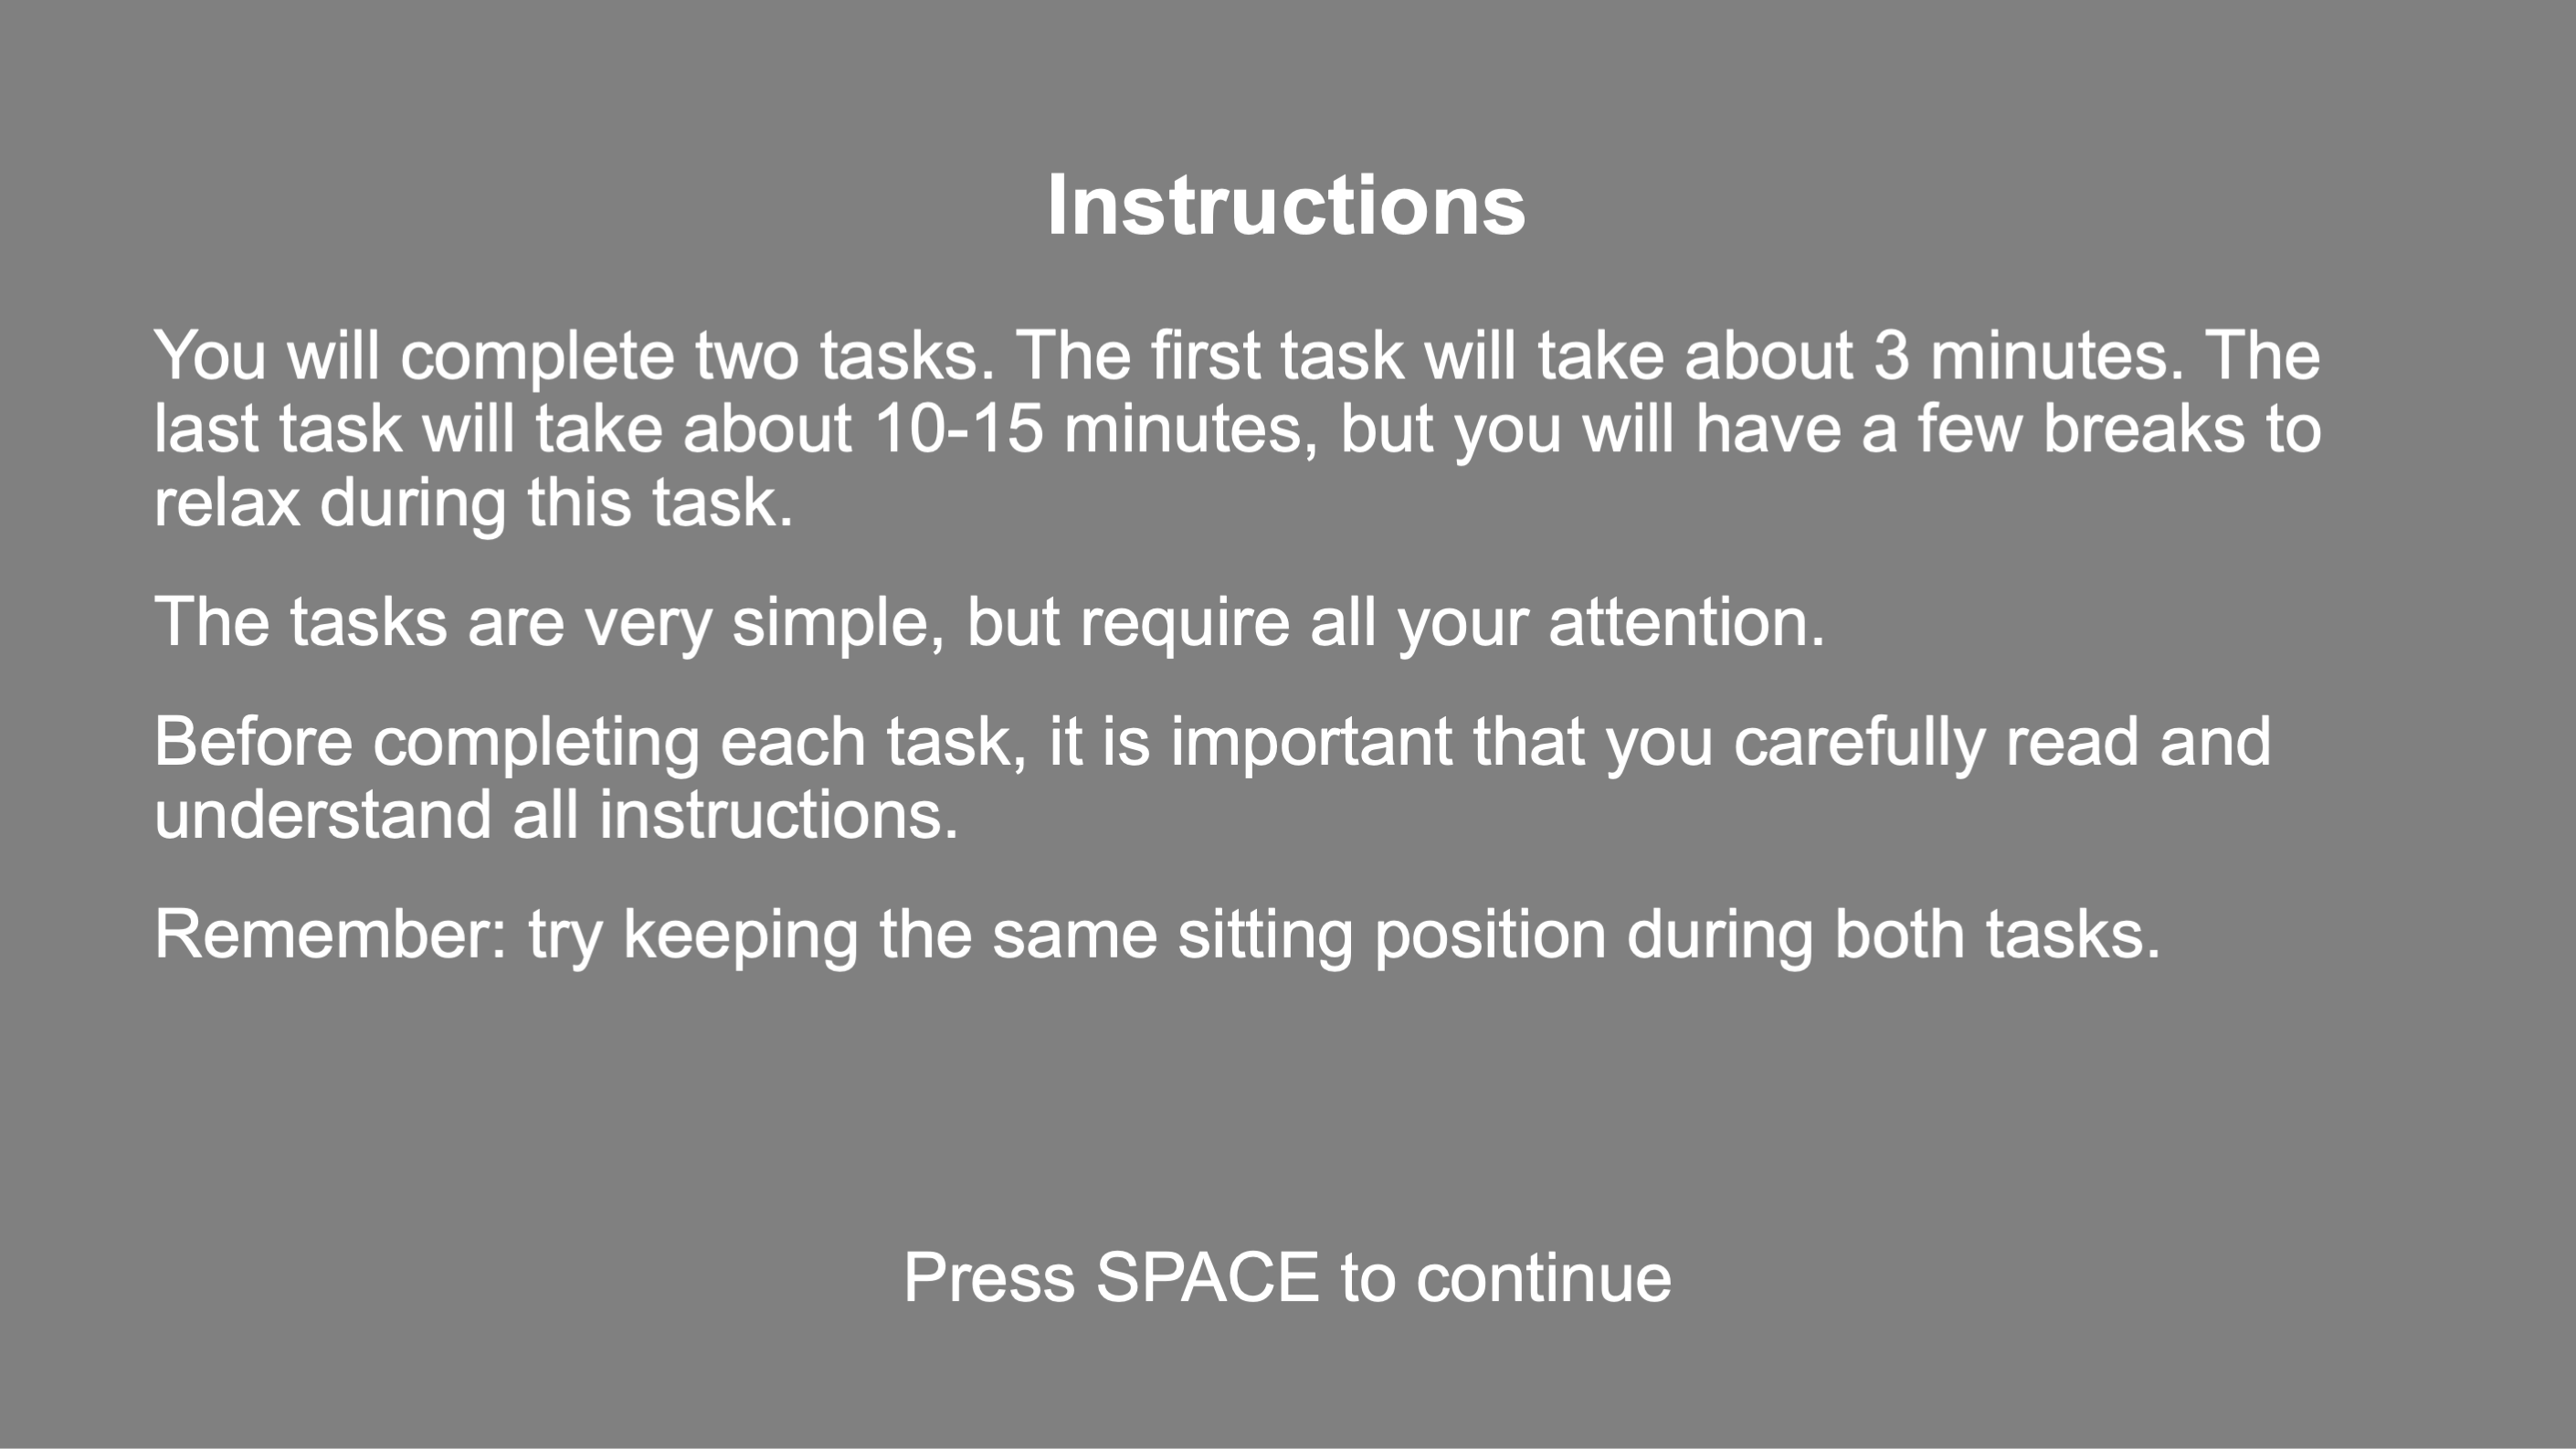 Instructions
You will complete two tasks. The first task will take about 3 minutes. The
last task will take about 10-15 minutes, but you will have a few breaks to
relax during this task.
The tasks are very simple, but require all your attention.
Before completing each task, it is important that you carefully read and
understand all instructions.
Remember: try keeping the same sitting position during both tasks.
Press SPACE to continue